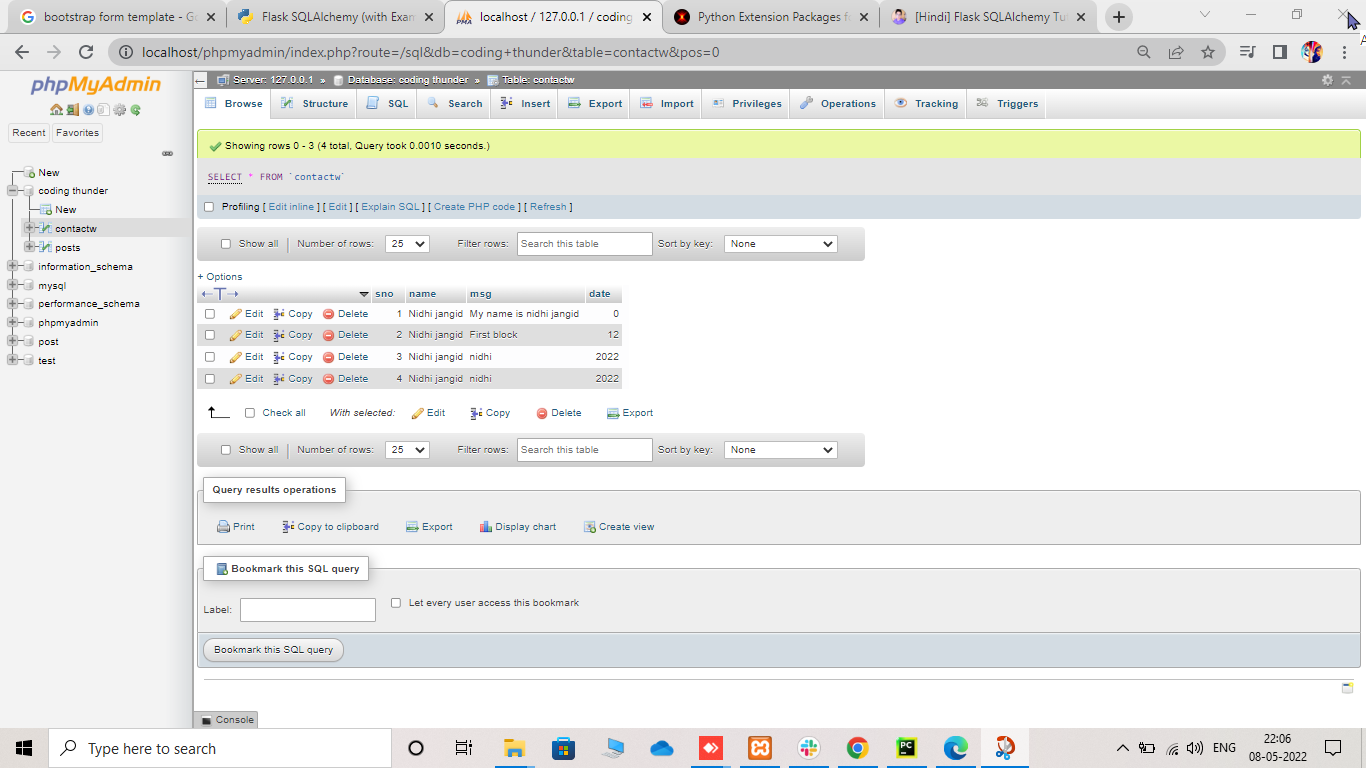 bootstrap form template - Go
Flask SQLAlchemy (with Exam
localhost / 127.0.0.1 / coding
Python Extension Packages f
[Hindi] Flask SQLAlchemy Tu
localhost/phpmyadmin/index.php?route=/sql&db=coding+thunder&table=contactw&pos=0
phpMyAdmin
Recent Favorites
New
coding thunder
New
contactw
posts
information_schema
mysql
performance_schema
phpmyadmin
post
test
Server: 127.0.0.1 » Database: coding thunder » Table: contactw
Browse Structure SQL Search Insert Export Import Privileges Operations Tracking Triggers
Showing rows 0 - 3 (4 total, Query took 0.0010 seconds.)
SELECT * FROM `contactw`
Profiling [ Edit inline ] [ Edit ] [ Explain SQL ] [ Create PHP code ] [ Refresh ]
Show all Number of rows: 25 Filter rows: Search this table Sort by key: None
+ Options
sno name msg date
Edit Copy Delete 1 Nidhi jangid My name is nidhi jangid 0
Edit Copy Delete 2 Nidhi jangid First block 12
Edit Copy Delete 3 Nidhi jangid nidhi 2022
Edit Copy Delete 4 Nidhi jangid nidhi 2022
Check all With selected: Edit Copy Delete Export
Show all Number of rows: 25 Filter rows: Search this table Sort by key: None
Query results operations
Print Copy to clipboard Export Display chart Create view
Bookmark this SQL query
Label: Let every user access this bookmark
Bookmark this SQL query
Console
Type here to search
ENG
22:06
08-05-2022